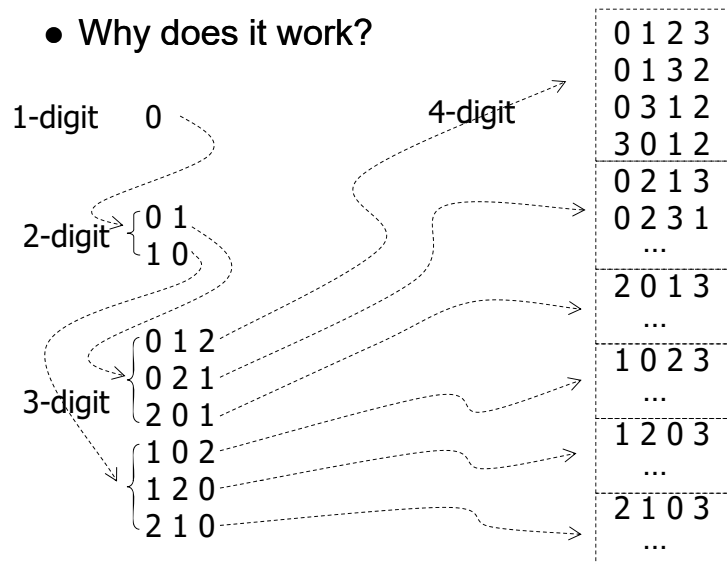 ● Why does it work?
1-digit 0
2-digit
0 1
1 0
3-digit
0 1 2
0 2 1
2 0 1
1 0 2
1 2 0
2 1 0
4-digit
0 1 2 3
0 1 3 2
0 3 1 2
3 0 1 2
0 2 1 3
0 2 3 1
...
2 0 1 3
...
1 0 2 3
...
1 2 0 3
...
2 1 0 3
...